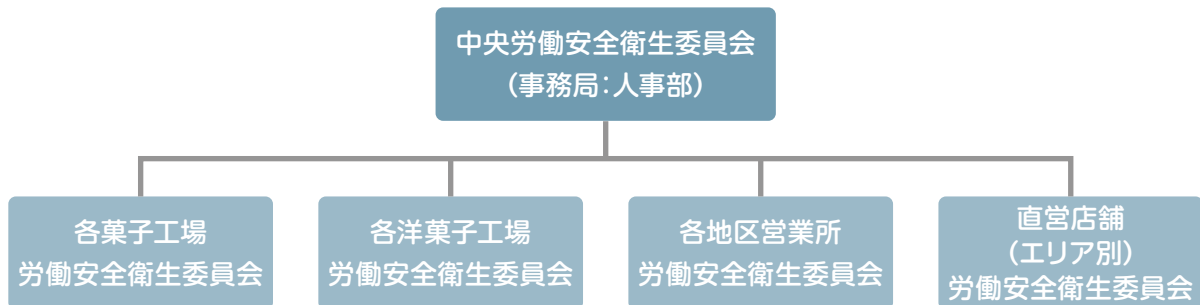 中央労働安全衛生委員会
（事務局：人事部）
各菓子工場
労働安全衛生委員会
各洋菓子工場
労働安全衛生委員会
各地区営業所
労働安全衛生委員会
直営店舗
（エリア別）
労働安全衛生委員会